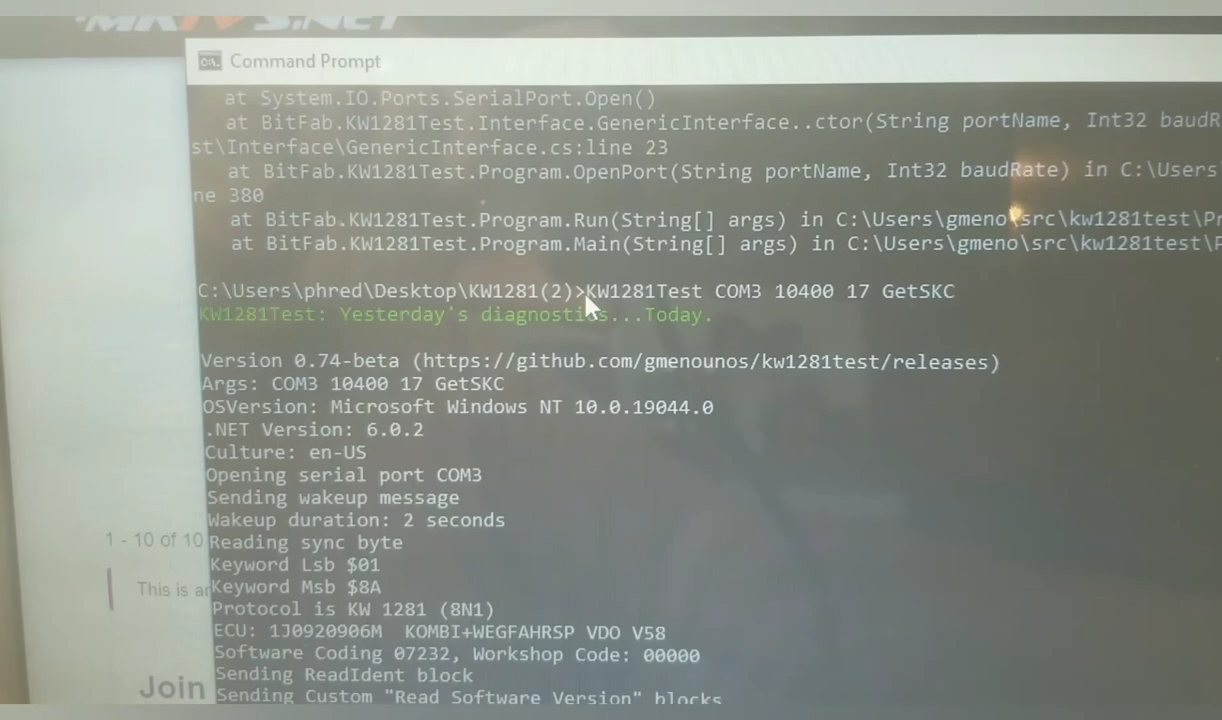 Command Prompt
at System.IO.Ports.SerialPort.Open()
at BitFab.KW1281Test.Interface.GenericInterface..ctor(String portName, Int32 baudR
st\Interface\GenericInterface.cs:line 23
at BitFab.KW1281Test.Program.OpenPort(String portName, Int32 baudRate) in C:\Users
ne 380
at BitFab.KW1281Test.Program.Run(String[] args) in C:\Users\gmeno\src\kw1281test\Pr
at BitFab.KW1281Test.Program.Main(String[] args) in C:\Users\gmeno\src\kw1281test\P
C:\Users\phred\Desktop\KW1281(2)>KW1281Test COM3 10400 17 GetSKC
KW1281Test: Yesterday's diagnostics...Today.
Version 0.74-beta (https://github.com/gmenounos/kw1281test/releases)
Args: COM3 10400 17 GetSKC
OSVersion: Microsoft Windows NT 10.0.19044.0
.NET Version: 6.0.2
Culture: en-US
Opening serial port COM3
Sending wakeup message
Wakeup duration: 2 seconds
1 - 10 of 10
Reading sync byte
Keyword Lsb $01
This is
Keyword Msb $8A
Protocol is KW 1281 (8N1)
ECU: 1J0920906M  KOMBI+WEGFAHRSP VDO V58
Software Coding 07232, Workshop Code: 00000
Sending ReadIdent block
Join
Sending Custom "Read Software Version" blocks